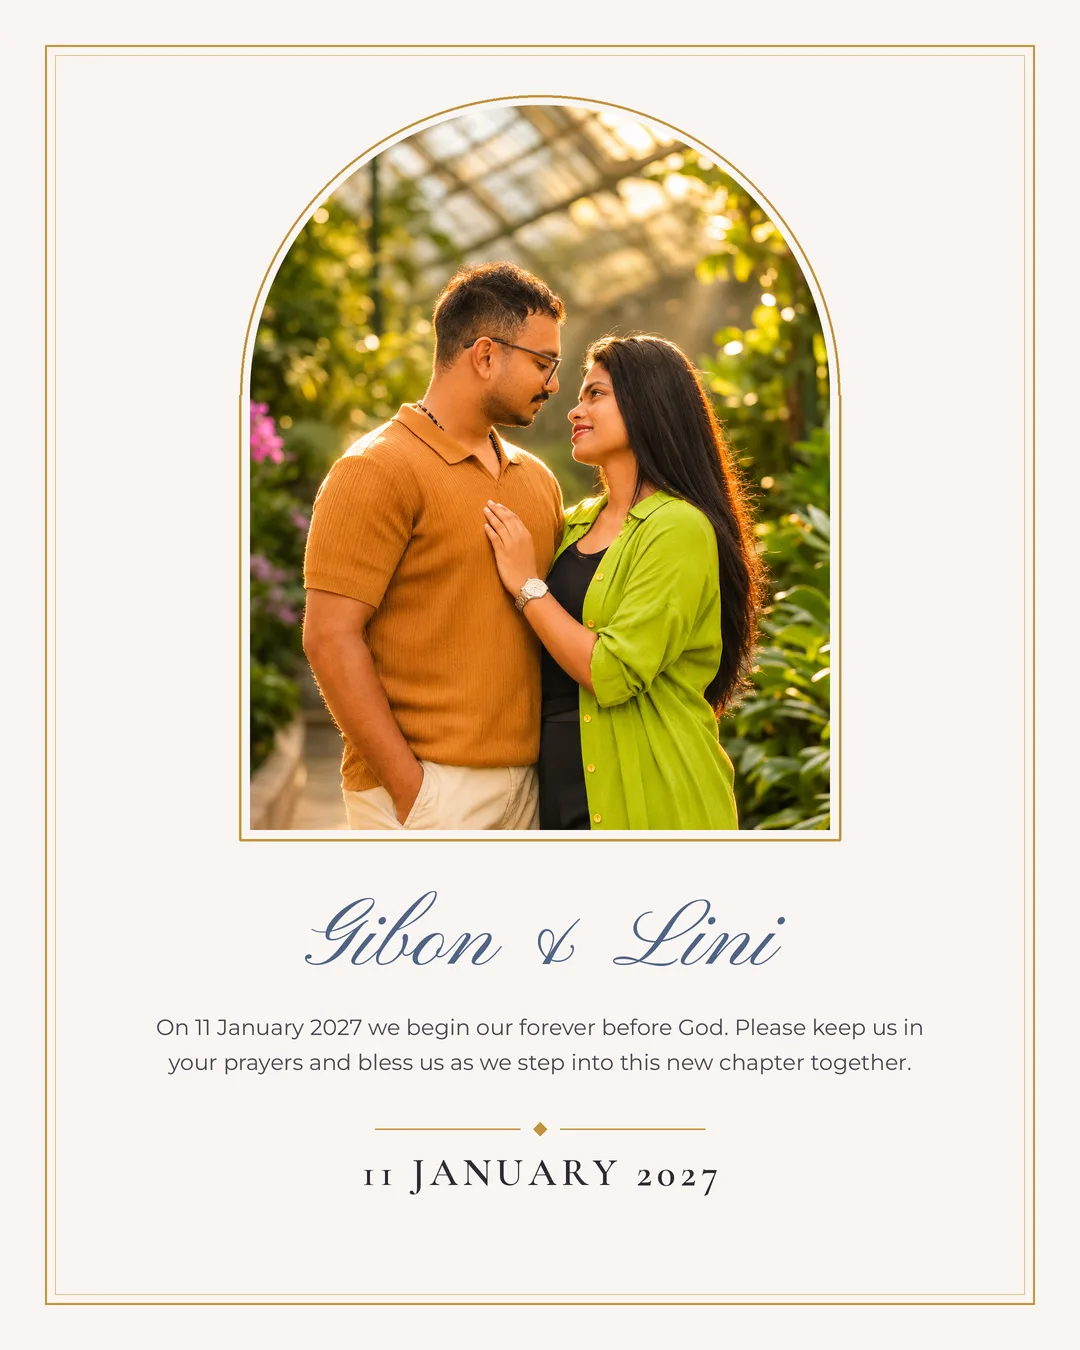 Gibon & Lini
On 11 January 2027 we begin our forever before God. Please keep us in
your prayers and bless us as we step into this new chapter together.
11 JANUARY 2027